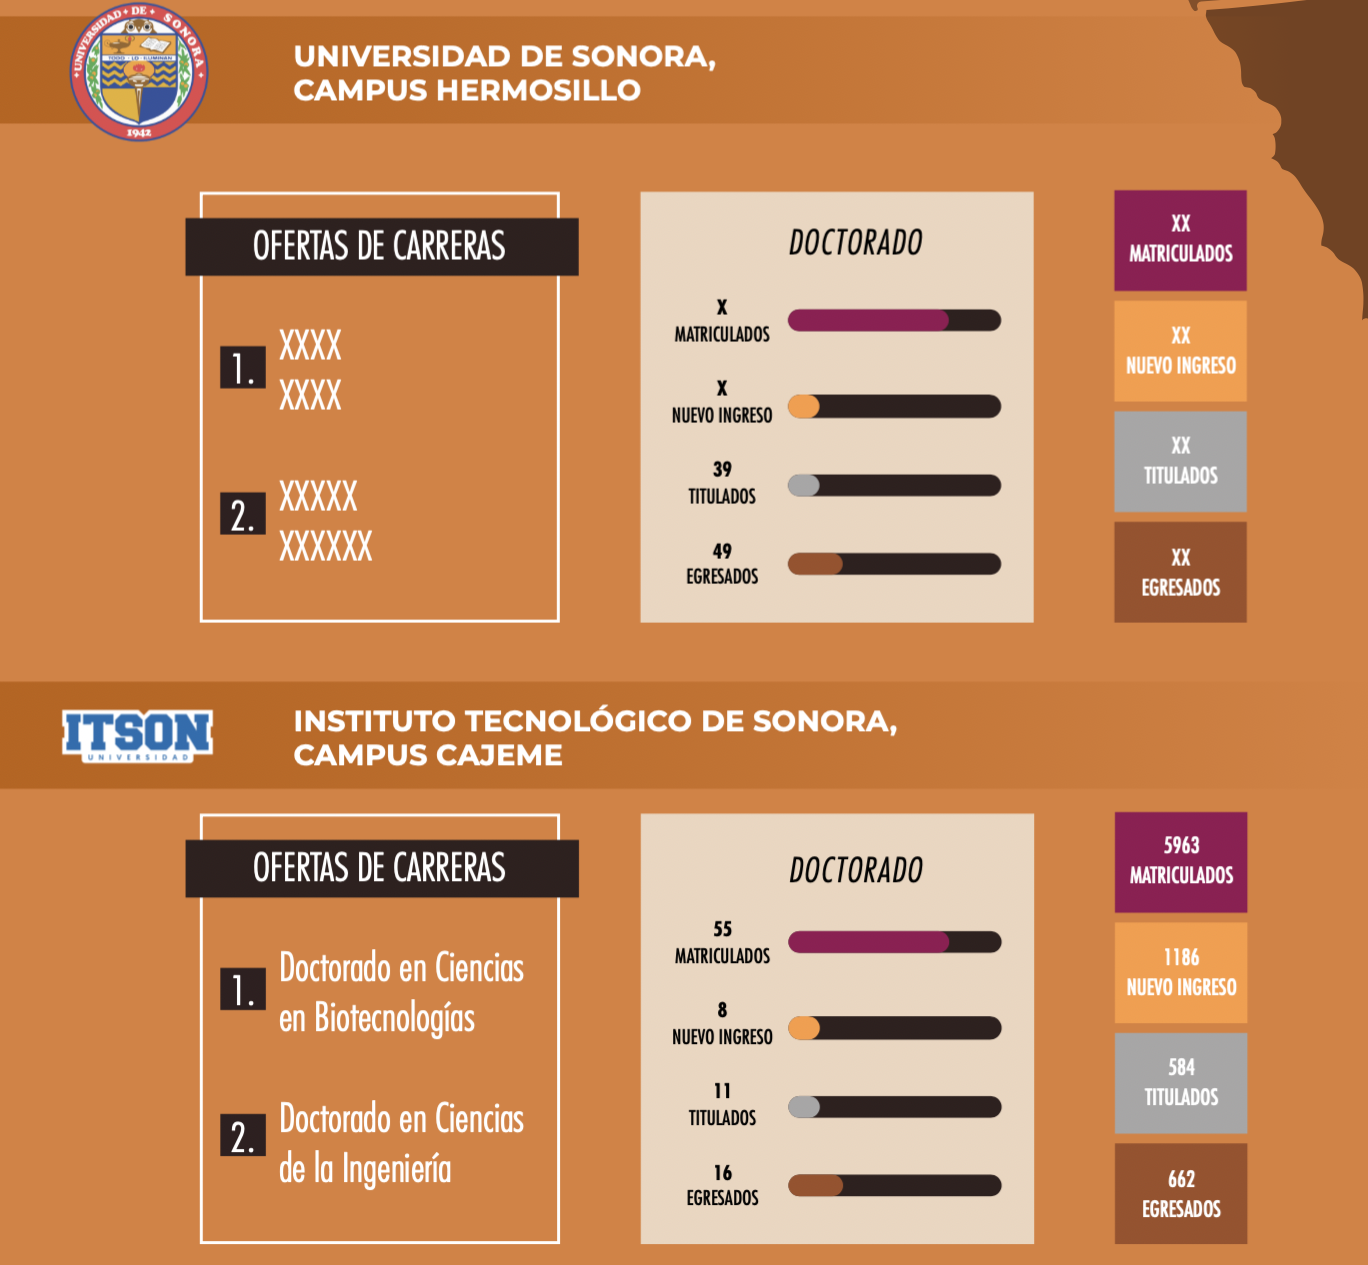 UNIVERSIDAD DE SONORA
TODO LO ILUMINAN
1942
UNIVERSIDAD DE SONORA,
CAMPUS HERMOSILLO
OFERTAS DE CARRERAS
1.
XXXX
XXXX
2.
XXXXX
XXXXXX
DOCTORADO
X
MATRICULADOS
X
NUEVO INGRESO
39
TITULADOS
49
EGRESADOS
XX
MATRICULADOS
XX
NUEVO INGRESO
XX
TITULADOS
XX
EGRESADOS
ITSON
UNIVERSIDAD
INSTITUTO TECNOLÓGICO DE SONORA,
CAMPUS CAJEME
OFERTAS DE CARRERAS
1.
Doctorado en Ciencias
en Biotecnologías
2.
Doctorado en Ciencias
de la Ingeniería
DOCTORADO
55
MATRICULADOS
8
NUEVO INGRESO
11
TITULADOS
16
EGRESADOS
5963
MATRICULADOS
1186
NUEVO INGRESO
584
TITULADOS
662
EGRESADOS